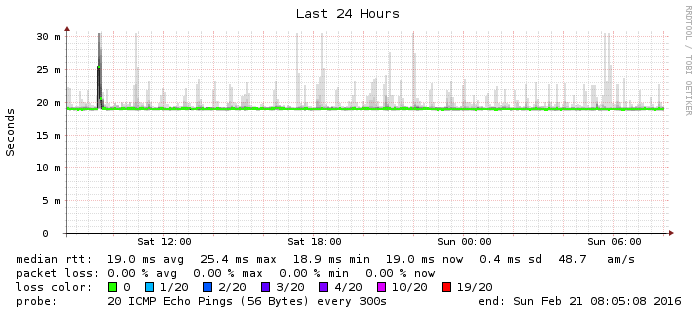 Last 24 Hours
RRDTOOL / TOBI OETIKER
Seconds
30 m
25 m
20 m
15 m
10 m
5 m
0
Sat 12:00 Sat 18:00 Sun 00:00 Sun 06:00
median rtt: 19.0 ms avg 25.4 ms max 18.9 ms min 19.0 ms now 0.4 ms sd 48.7 am/s
packet loss: 0.00 % avg 0.00 % max 0.00 % min 0.00 % now
loss color: 0 1/20 2/20 3/20 4/20 10/20 19/20
probe: 20 ICMP Echo Pings (56 Bytes) every 300s end: Sun Feb 21 08:05:08 2016